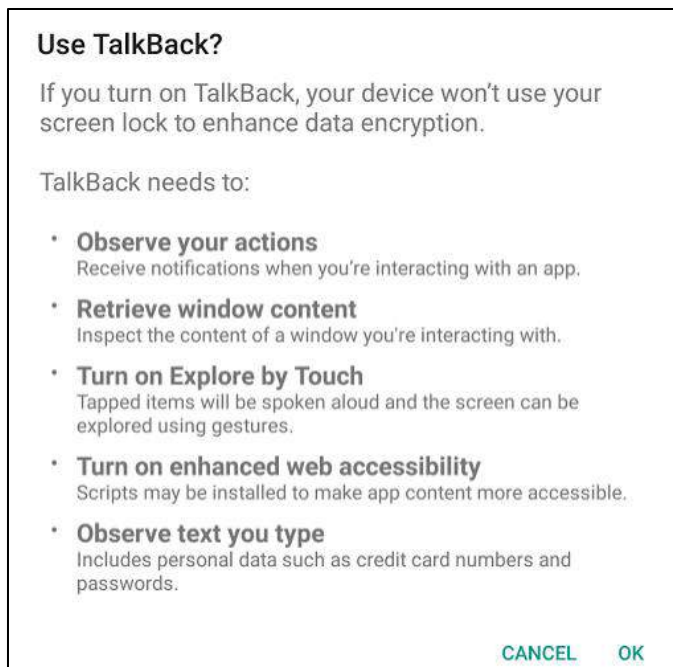 Use TalkBack?
If you turn on TalkBack, your device won’t use your
screen lock to enhance data encryption.
TalkBack needs to:
• Observe your actions
Receive notifications when you're interacting with an app.
• Retrieve window content
Inspect the content of a window you're interacting with.
• Turn on Explore by Touch
Tapped items will be spoken aloud and the screen can be
explored using gestures.
• Turn on enhanced web accessibility
Scripts may be installed to make app content more accessible.
• Observe text you type
Includes personal data such as credit card numbers and
passwords.
CANCEL OK